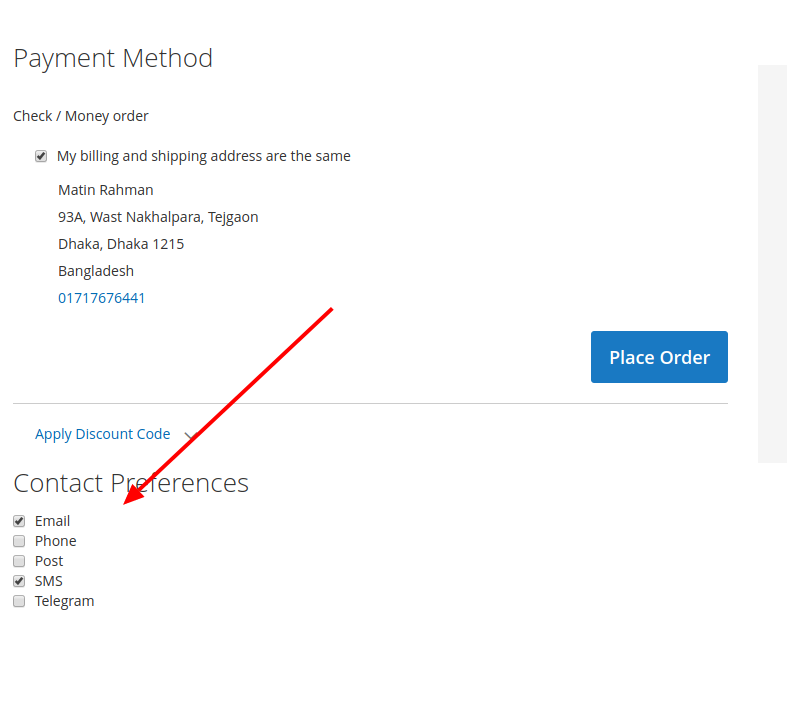 Payment Method
Check / Money order
My billing and shipping address are the same
Matin Rahman
93A, Wast Nakhalpara, Tejgaon
Dhaka, Dhaka 1215
Bangladesh
01717676441
Place Order
Apply Discount Code
Contact Preferences
Email
Phone
Post
SMS
Telegram